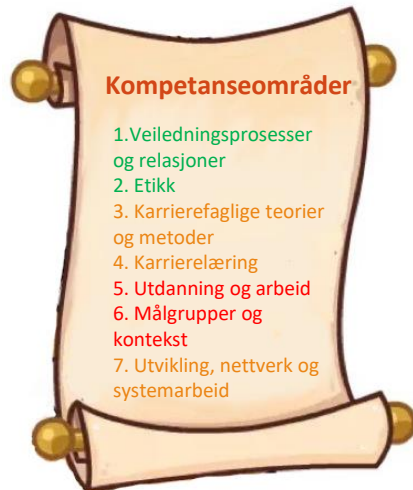 Kompetanseområder
1.Veiledningsprosesser
og relasjoner
2. Etikk
3. Karrierefaglige teorier
og metoder
4. Karrierelæring
5. Utdanning og arbeid
6. Målgrupper og
kontekst
7. Utvikling, nettverk og
systemarbeid